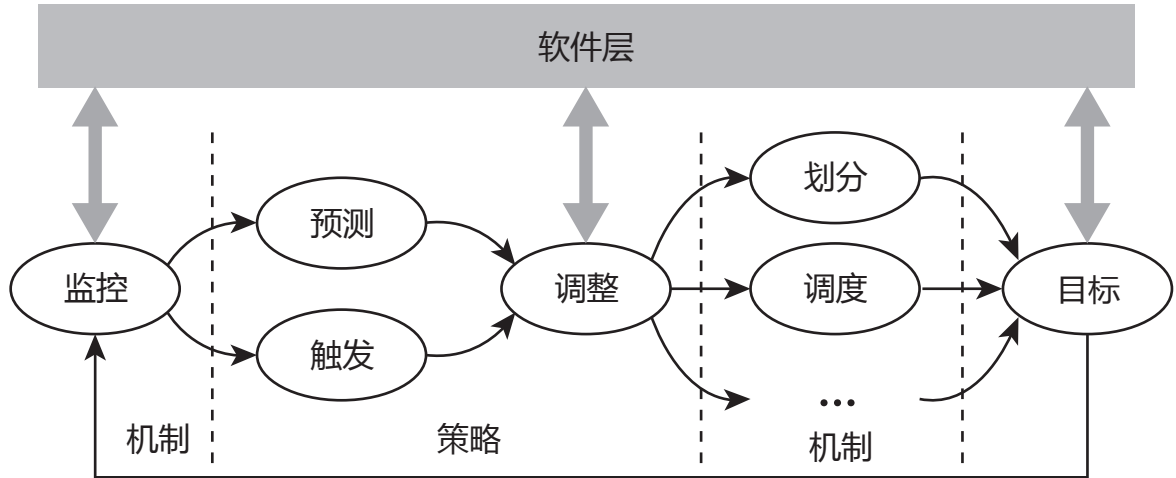 软件层
划分
预测
监控
调整
调度
目标
触发
...
机制
策略
机制